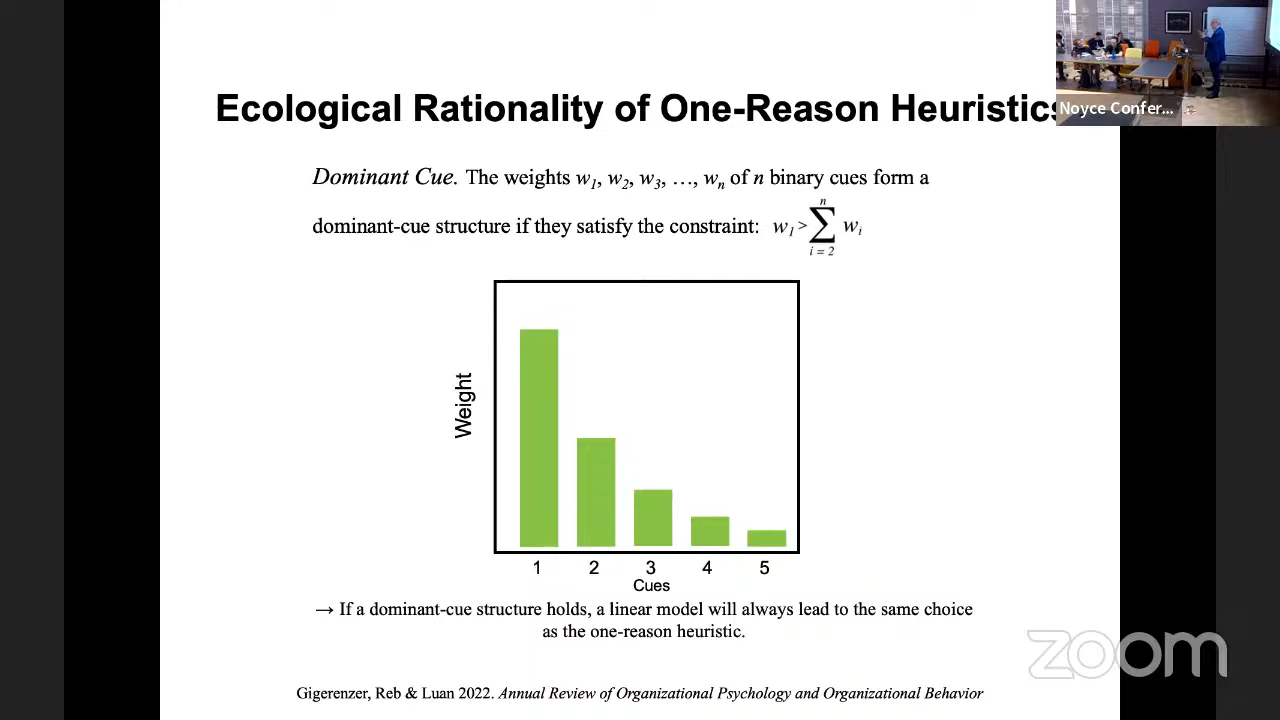 Ecological Rationality of One-Reason Heuristics
Noyce Confer...
Dominant Cue. The weights w1, w2, w3, …, wn of n binary cues form a
dominant-cue structure if they satisfy the constraint: w1 > n∑i = 2 wi
Weight
1 2 3 4 5
Cues
→ If a dominant-cue structure holds, a linear model will always lead to the same choice
as the one-reason heuristic.
zoom
Gigerenzer, Reb & Luan 2022. Annual Review of Organizational Psychology and Organizational Behavior